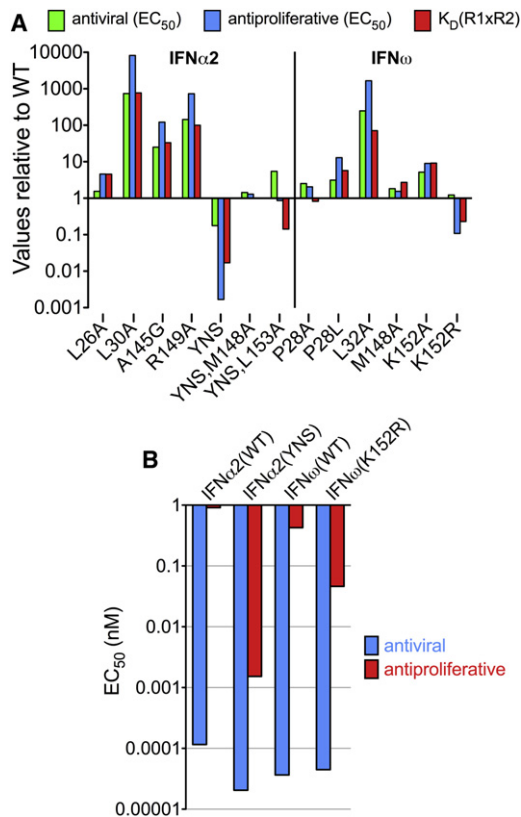 A
antiviral (EC50) antiproliferative (EC50) KD(R1xR2)
IFNα2 IFNω
Values relative to WT
10000
1000
100
10
1
0.1
0.01
0.001
L26A
L30A
A145G
R149A
YNS
YNS,M148A
YNS,L153A
P28A
P28L
L32A
M148A
K152A
K152R
B
IFNα2(WT)
IFNα2(YNS)
IFNω(WT)
IFNω(K152R)
EC50 (nM)
1
0.1
0.01
0.001
0.0001
0.00001
antiviral
antiproliferative